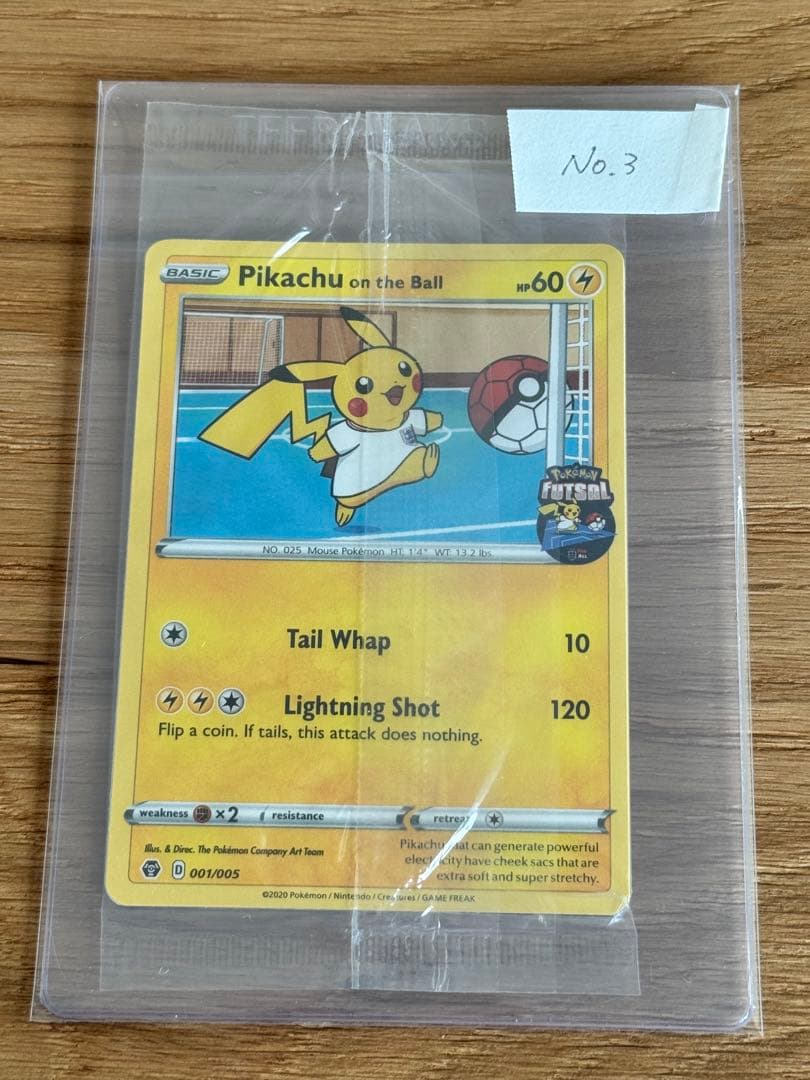 No.3
BASIC Pikachu on the Ball HP60
POKéMON
FUTSAL
NO. 025 Mouse Pokémon HT: 1'4" WT: 13.2 lbs.
Tail Whap 10
Lightning Shot 120
Flip a coin. If tails, this attack does nothing.
weakness ×2 resistance retreat
Illus. & Direc. The Pokémon Company Art Team
Pikachu that can generate powerful
electricity have cheek sacs that are
extra soft and super stretchy.
D 001/005
©2020 Pokémon / Nintendo / Creatures / GAME FREAK